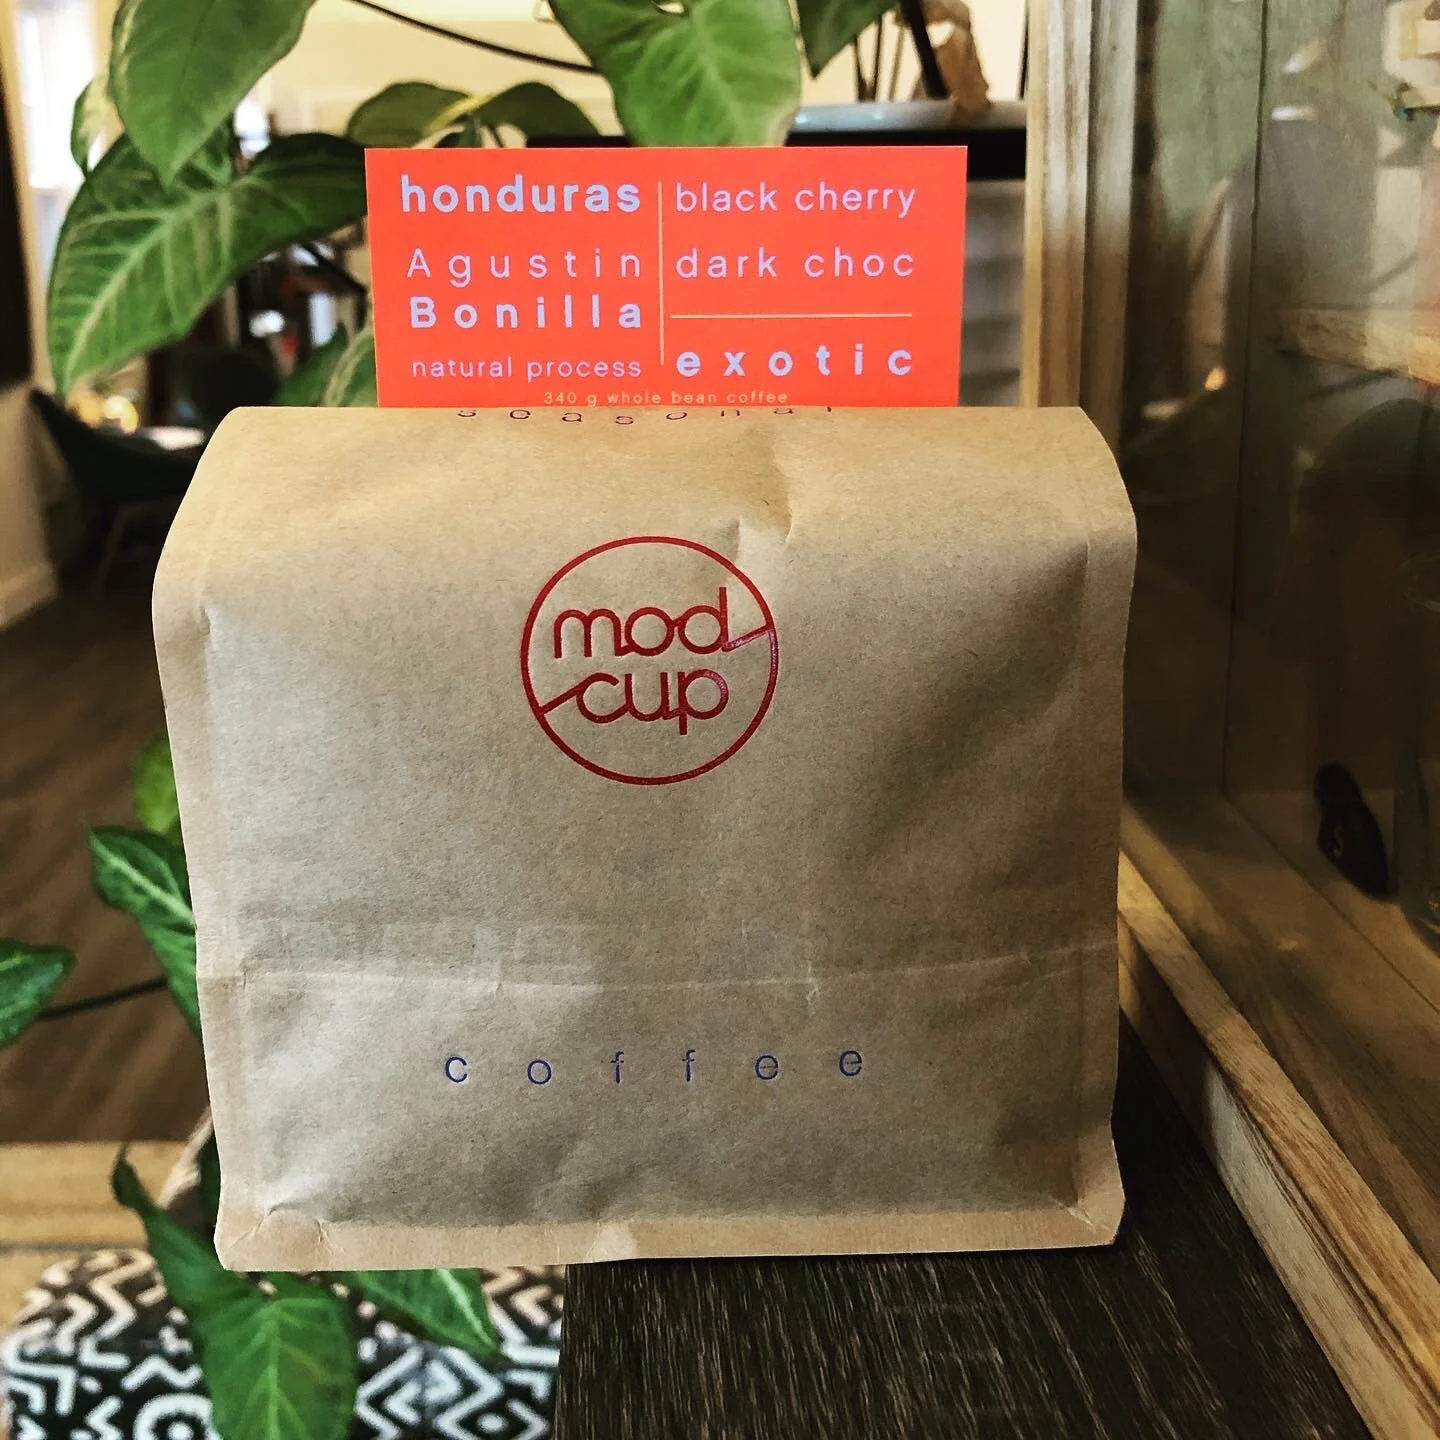 honduras
Agustin
Bonilla
natural process
black cherry
dark choc
exotic
340 g whole bean coffee
seasonal
mod
cup
coffee